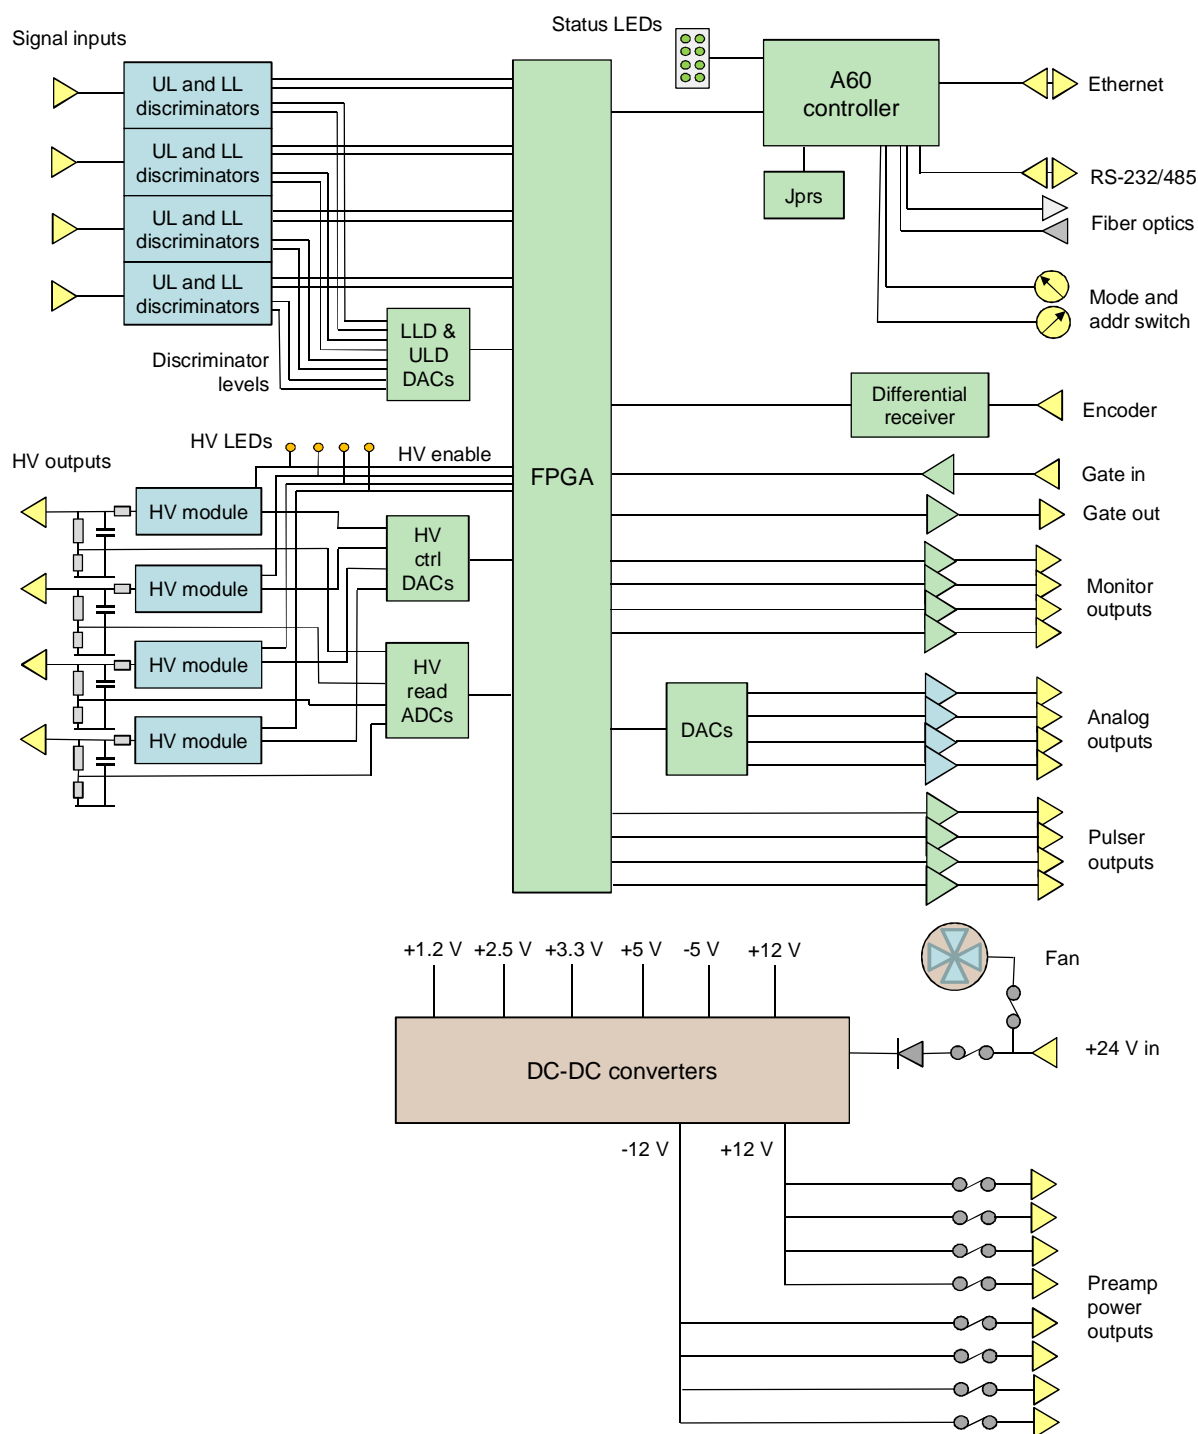 Status LEDs
Signal inputs
UL and LL
discriminators
UL and LL
discriminators
UL and LL
discriminators
UL and LL
discriminators
A60
controller
Ethernet
Jprs
RS-232/485
Fiber optics
Mode and
addr switch
LLD &
ULD
DACs
Discriminator
levels
Differential
receiver
Encoder
HV LEDs
HV enable
HV outputs
FPGA
Gate in
Gate out
HV module
HV module
HV module
HV module
HV
ctrl
DACs
HV
read
ADCs
Monitor
outputs
DACs
Analog
outputs
Pulser
outputs
+1.2 V
+2.5 V
+3.3 V
+5 V
-5 V
+12 V
Fan
DC-DC converters
+24 V in
-12 V
+12 V
Preamp
power
outputs